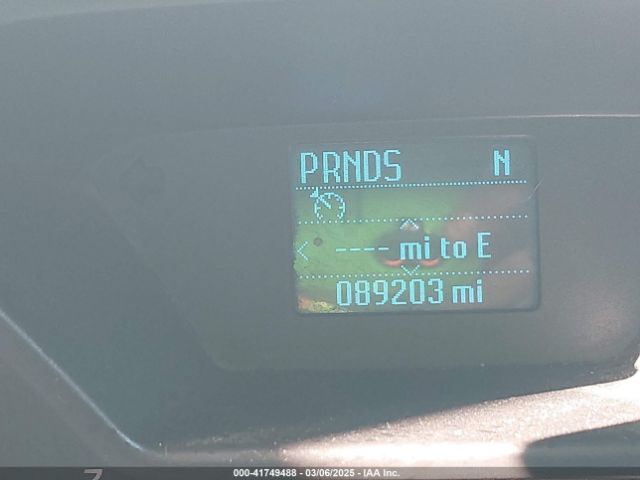 PRNDS N
---- mi to E
089203 mi
000-41749488 - 03/06/2025 - IAA Inc.